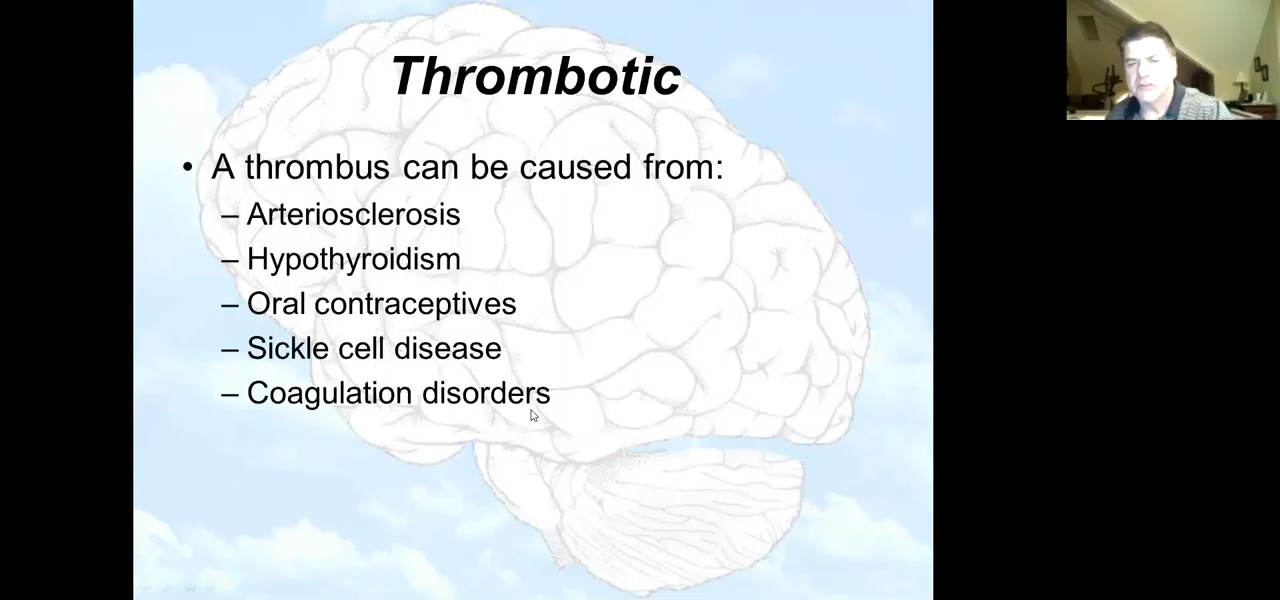 Thrombotic
• A thrombus can be caused from:
– Arteriosclerosis
– Hypothyroidism
– Oral contraceptives
– Sickle cell disease
– Coagulation disorders